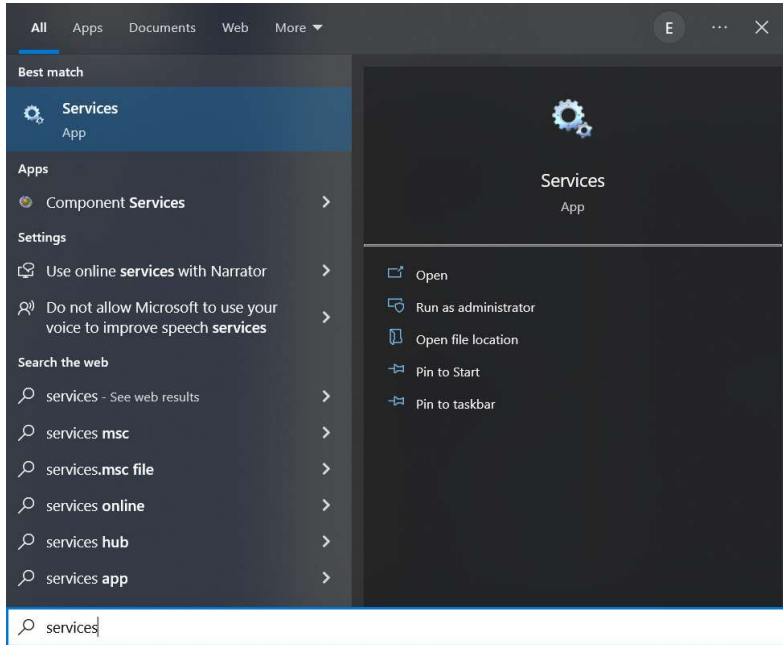 All Apps Documents Web More
E ...
Best match
Services
App
Apps
Component Services
Settings
Use online services with Narrator
Do not allow Microsoft to use your
voice to improve speech services
Search the web
services - See web results
services msc
services.msc file
services online
services hub
services app
Services
App
Open
Run as administrator
Open file location
Pin to Start
Pin to taskbar
services